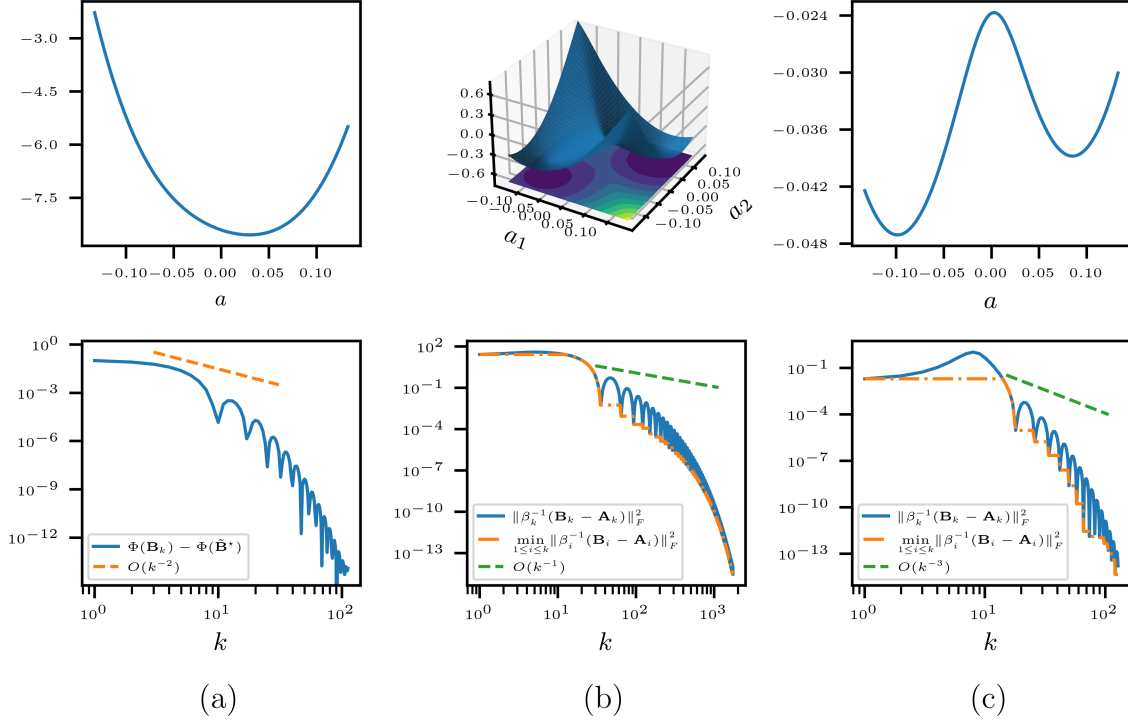 −3.0
−4.5
−6.0
−7.5
−0.10 −0.05 0.00 0.05 0.10
a
0.6
0.3
0.0
−0.3
−0.6
−0.10 −0.05 0.00 0.05 0.10
a1
−0.10 −0.05 0.00 0.05 0.10
a2
−0.024
−0.030
−0.036
−0.042
−0.048
−0.10 −0.05 0.00 0.05 0.10
a
10^0
10^−3
10^−6
10^−9
10^−12
Φ(B_k) − Φ(B̃^⋆)
O(k^−2)
10^0 10^1 10^2
k
10^2
10^−1
10^−4
10^−7
10^−10
10^−13
‖β_k^−1(B_k − A_k)‖_F^2
min_{1≤i≤k} ‖β_i^−1(B_i − A_i)‖_F^2
O(k^−1)
10^0 10^1 10^2 10^3
k
10^−1
10^−4
10^−7
10^−10
10^−13
‖β_k^−1(B_k − A_k)‖_F^2
min_{1≤i≤k} ‖β_i^−1(B_i − A_i)‖_F^2
O(k^−3)
10^0 10^1 10^2
k
(a) (b) (c)